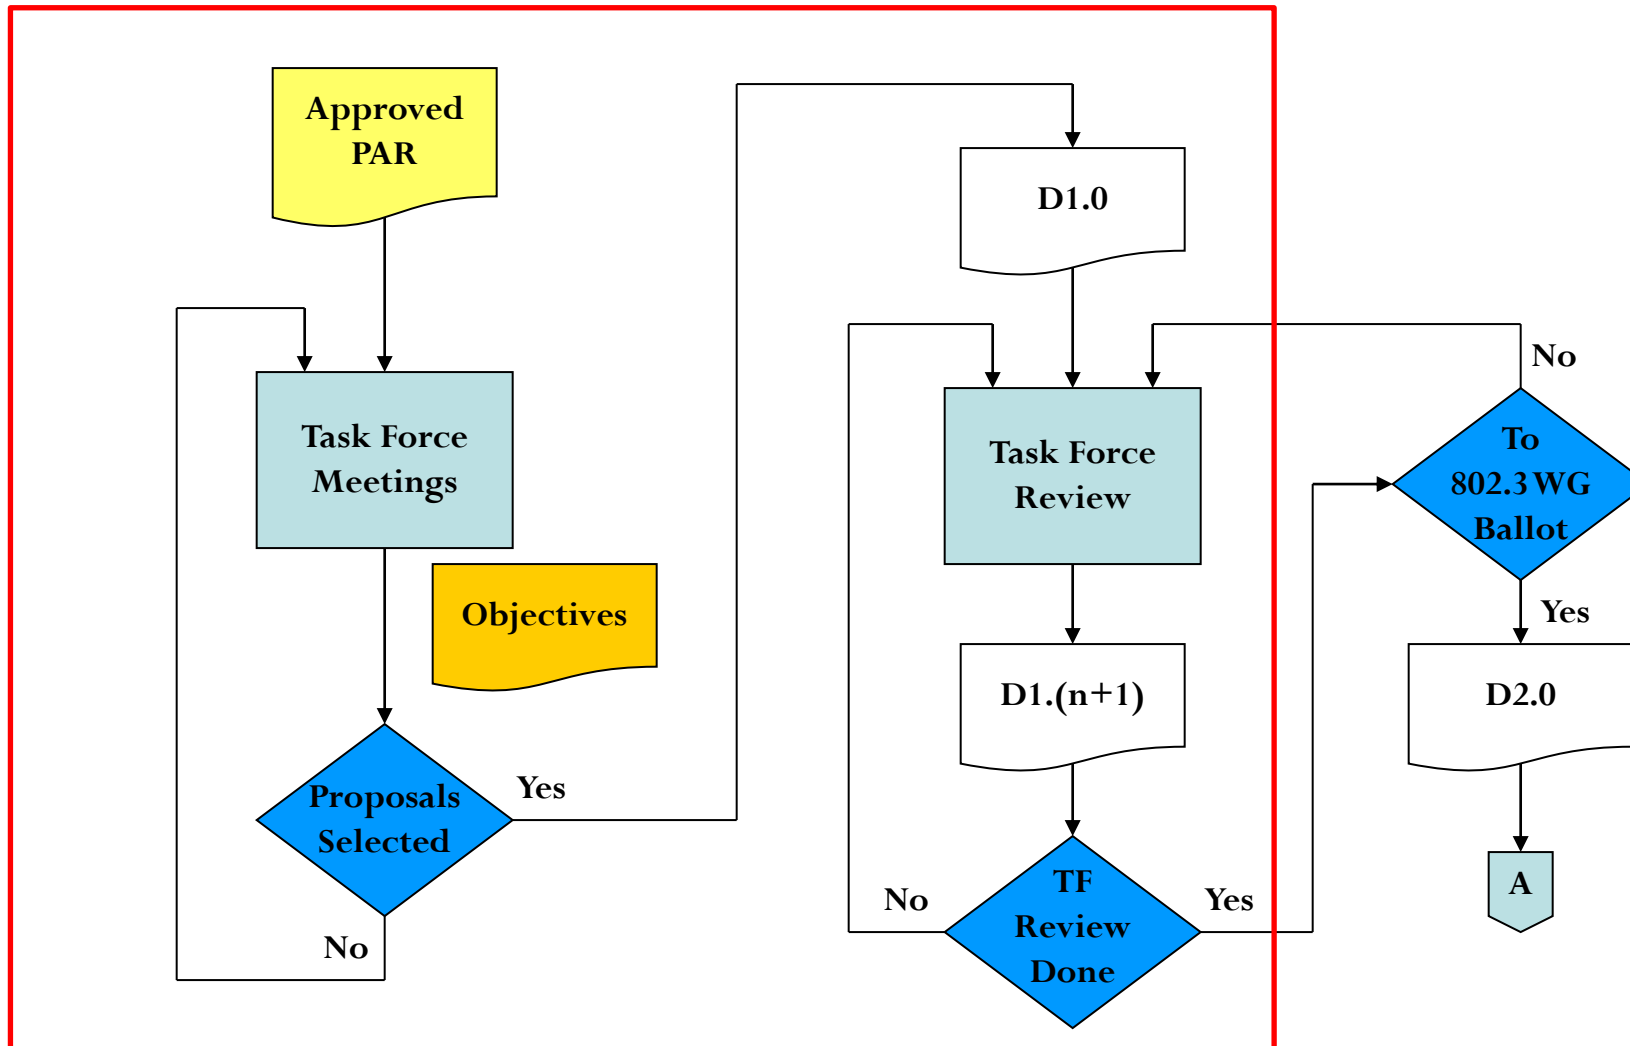 Approved
PAR
Task Force
Meetings
Objectives
Proposals
Selected
Yes
No
D1.0
Task Force
Review
D1.(n+1)
TF
Review
Done
No
Yes
To
802.3 WG
Ballot
No
Yes
D2.0
A